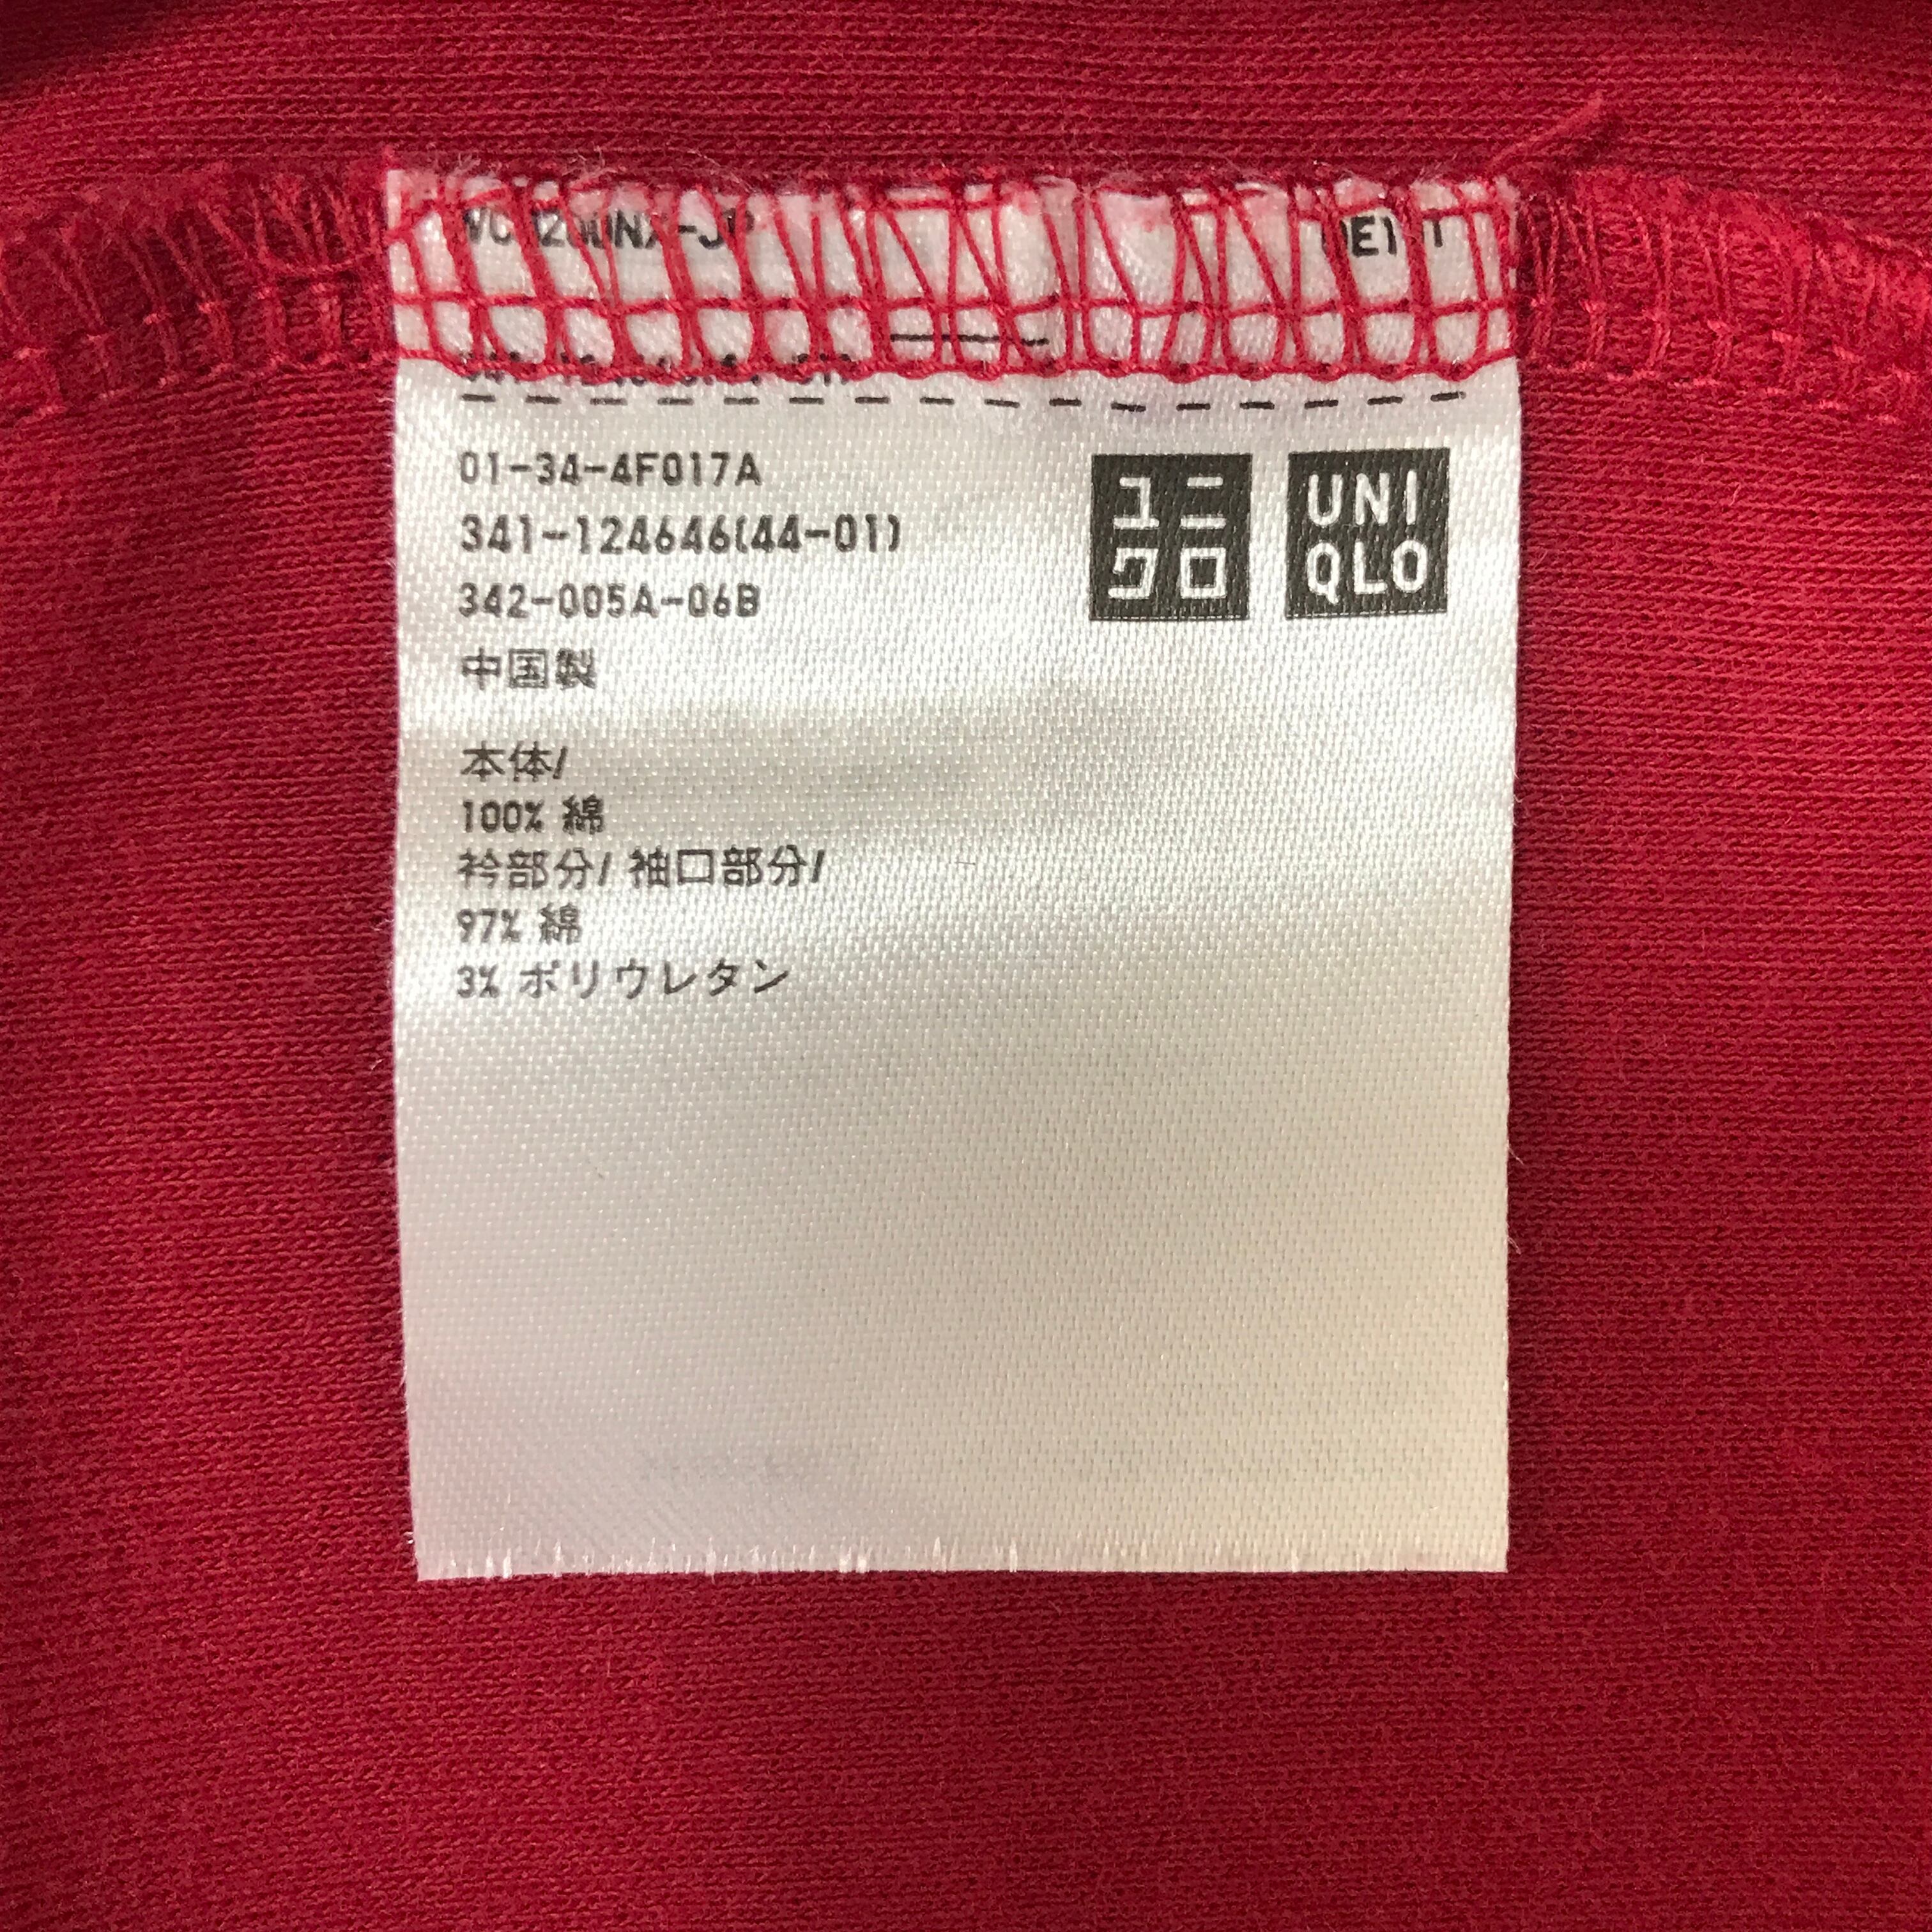 01-34-4F017A
341-124646(44-01)
342-005A-06B
中国製
ユニ
クロ
UNI
QLO
本体/
100% 綿
衿部分/ 袖口部分/
97% 綿
3% ポリウレタン